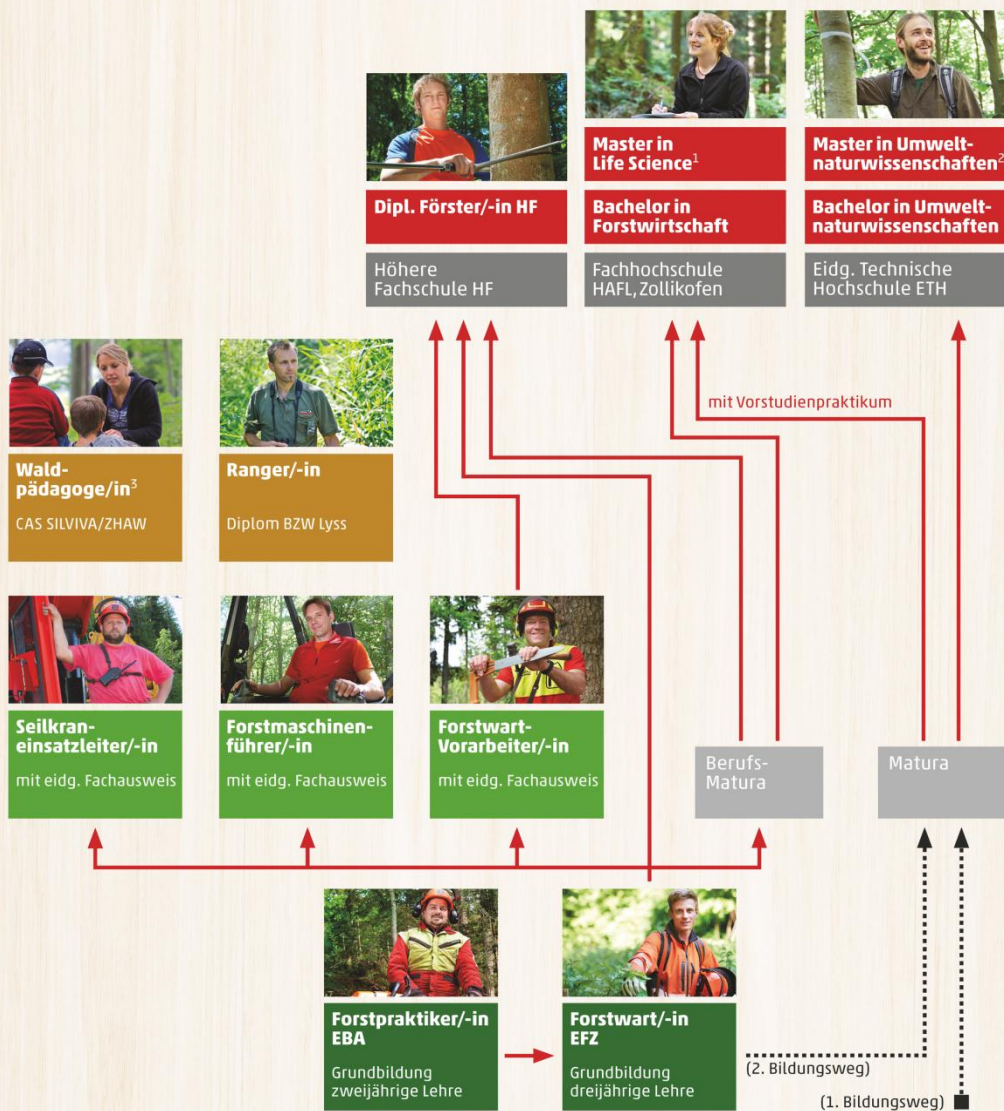 Master in
Life Science¹
Master in Umwelt-
naturwissenschaften²
Dipl. Förster/-in HF
Bachelor in
Forstwirtschaft
Bachelor in Umwelt-
naturwissenschaften
Höhere
Fachschule HF
Fachhochschule
HAFL, Zollikofen
Eidg. Technische
Hochschule ETH
mit Vorstudienpraktikum
Wald-
pädagoge/in³
CAS SILVIVA/ZHAW
Ranger/-in
Diplom BZW Lyss
Seilkran-
einsatzleiter/-in
mit eidg. Fachausweis
Forstmaschinen-
führer/-in
mit eidg. Fachausweis
Forstwart-
Vorarbeiter/-in
mit eidg. Fachausweis
Berufs-
Matura
Matura
Forstpraktiker/-in
EBA
Grundbildung
zweijährige Lehre
Forstwart/-in
EFZ
Grundbildung
dreijährige Lehre
(2. Bildungsweg)
(1. Bildungsweg)